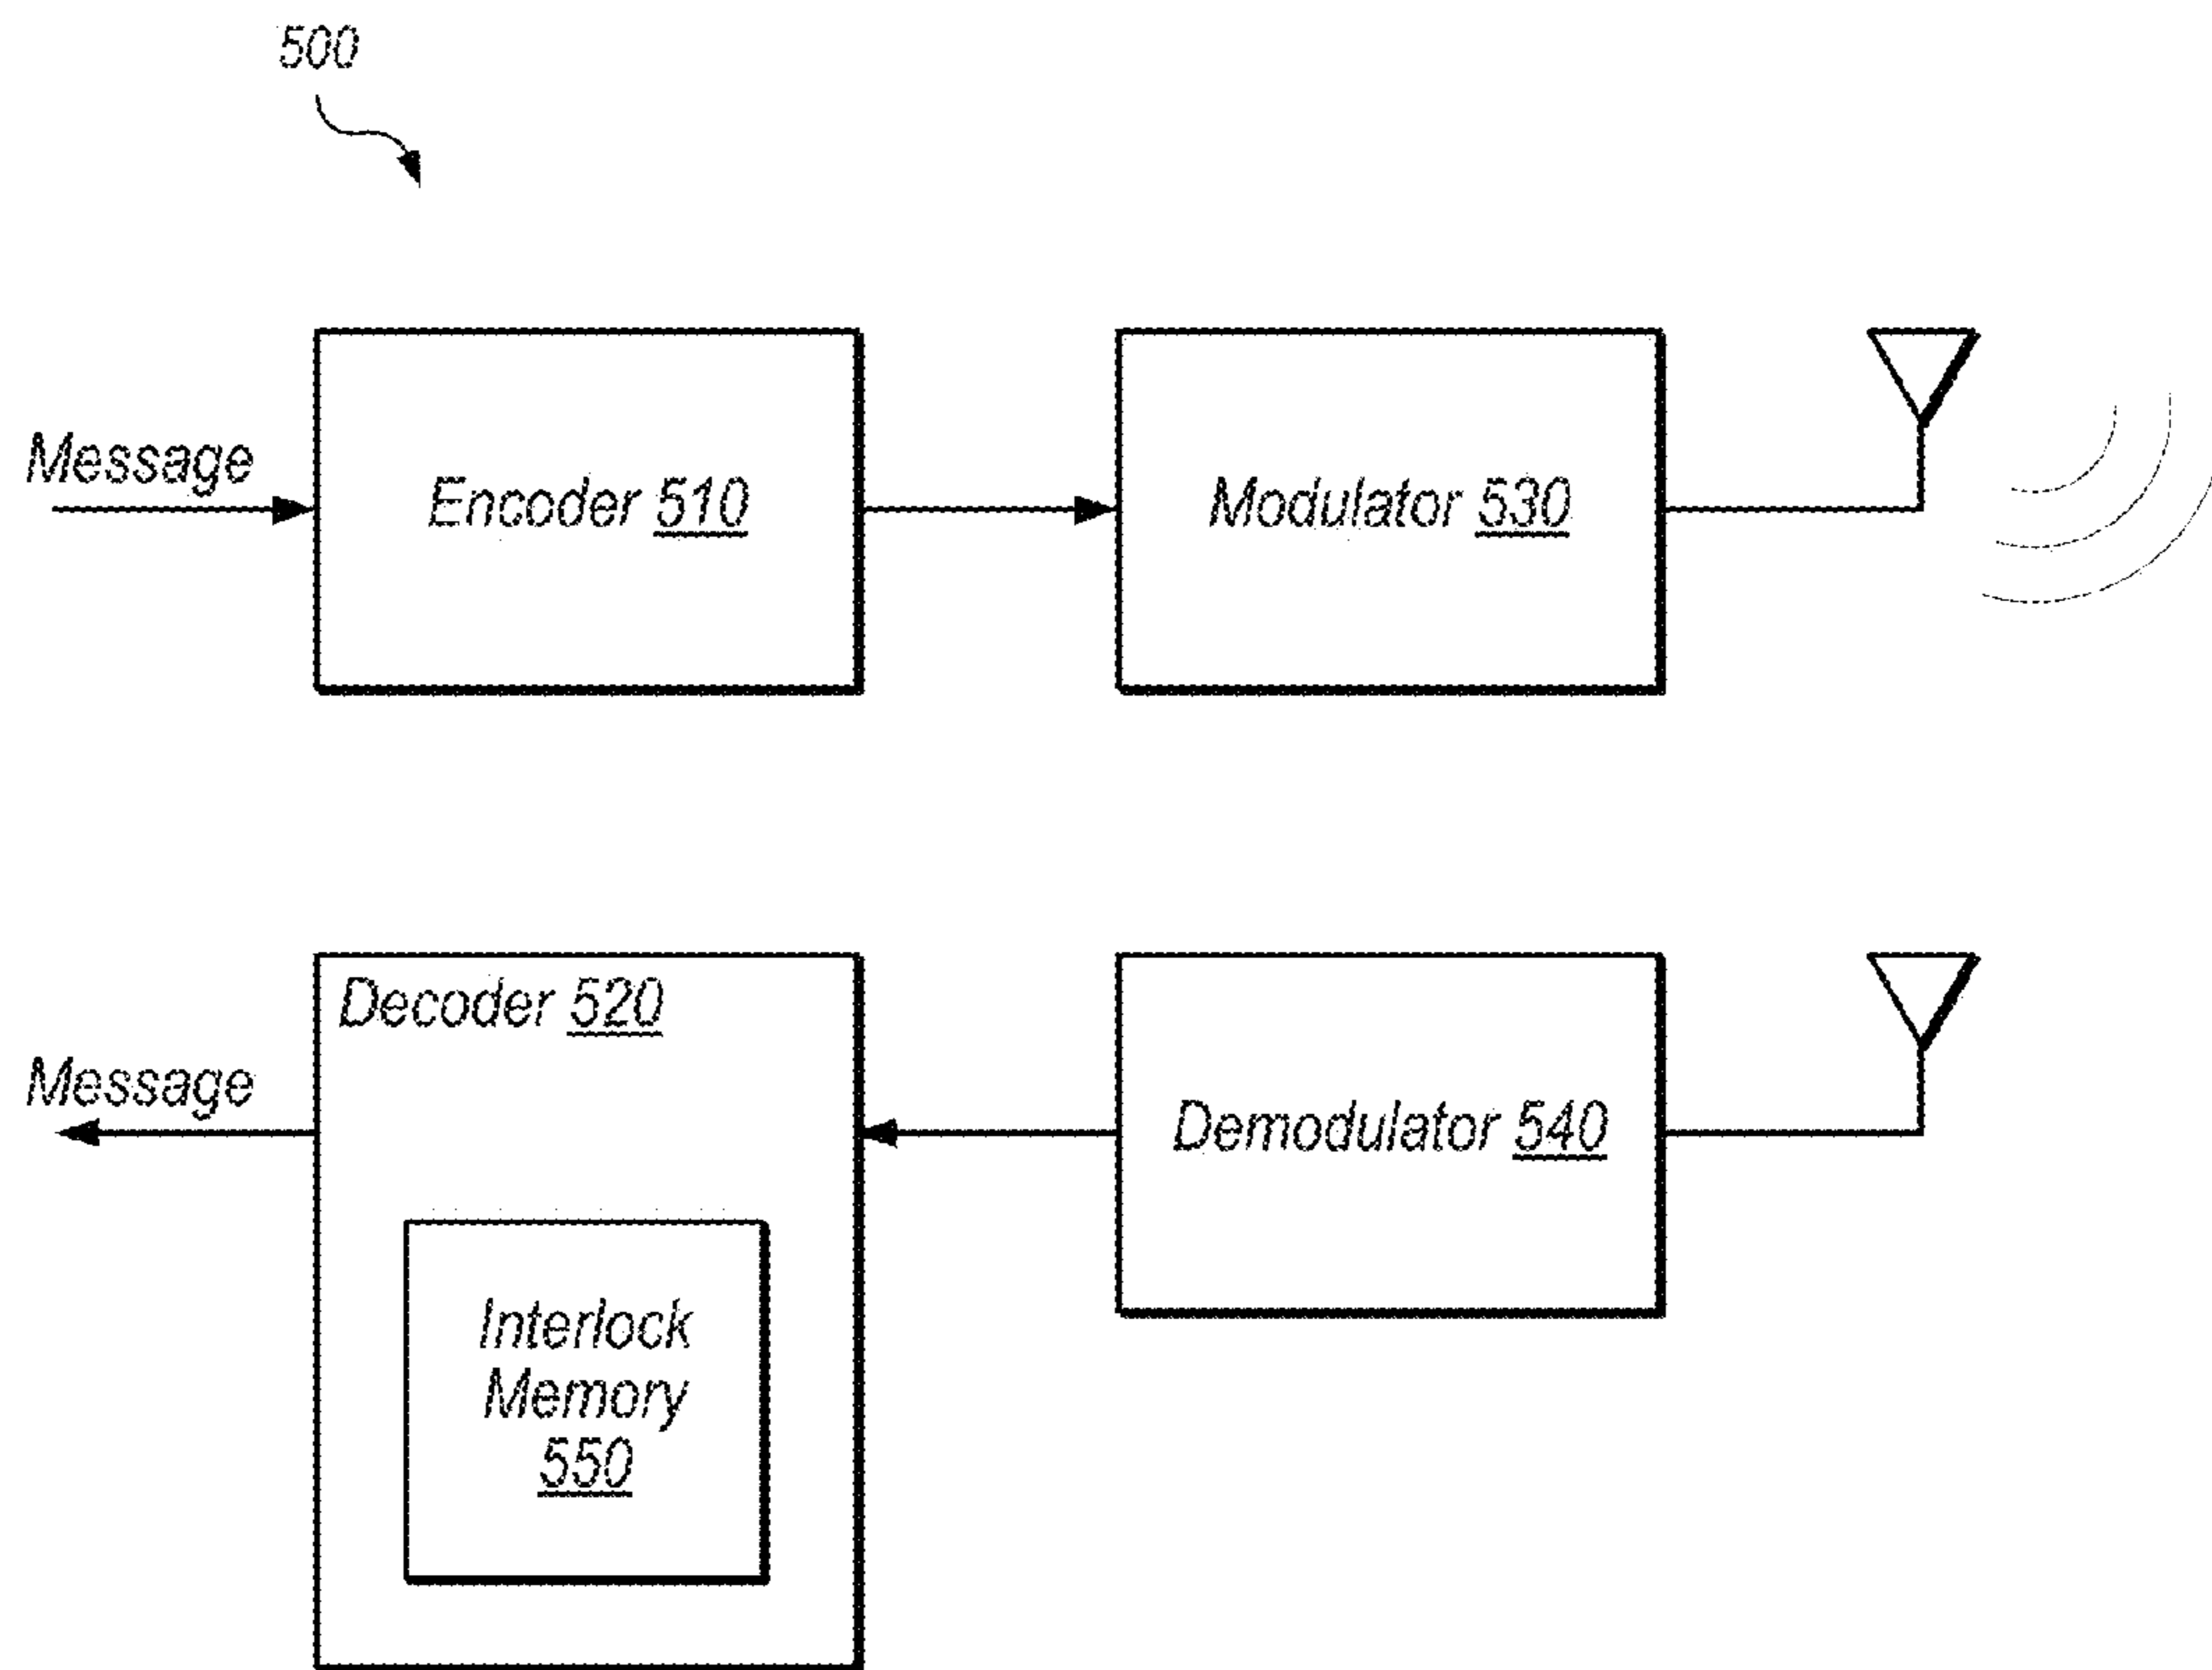 500
Message
Encoder 510
Modulator 530
Decoder 520
Message
Demodulator 540
Interlock
Memory
550